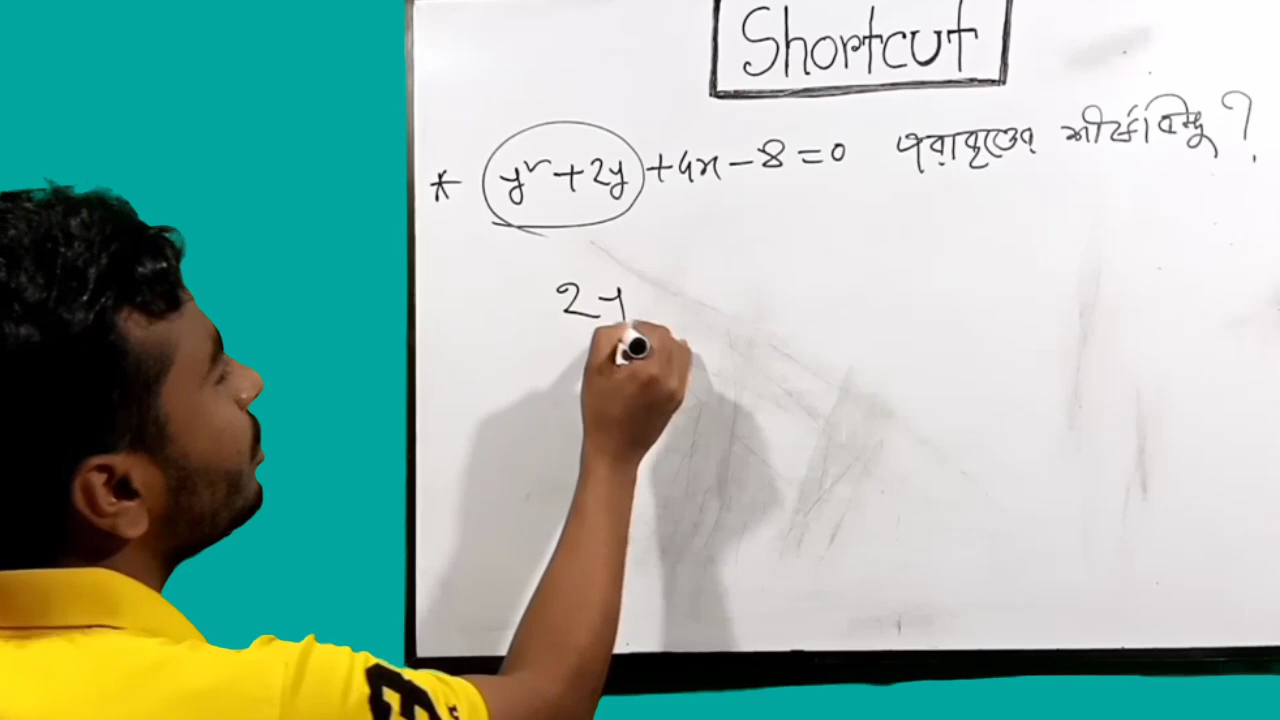 Shortcut
* y² + 2y + 4x - 8 = 0 পরাবৃত্তের শীর্ষবিন্দু ?
2y